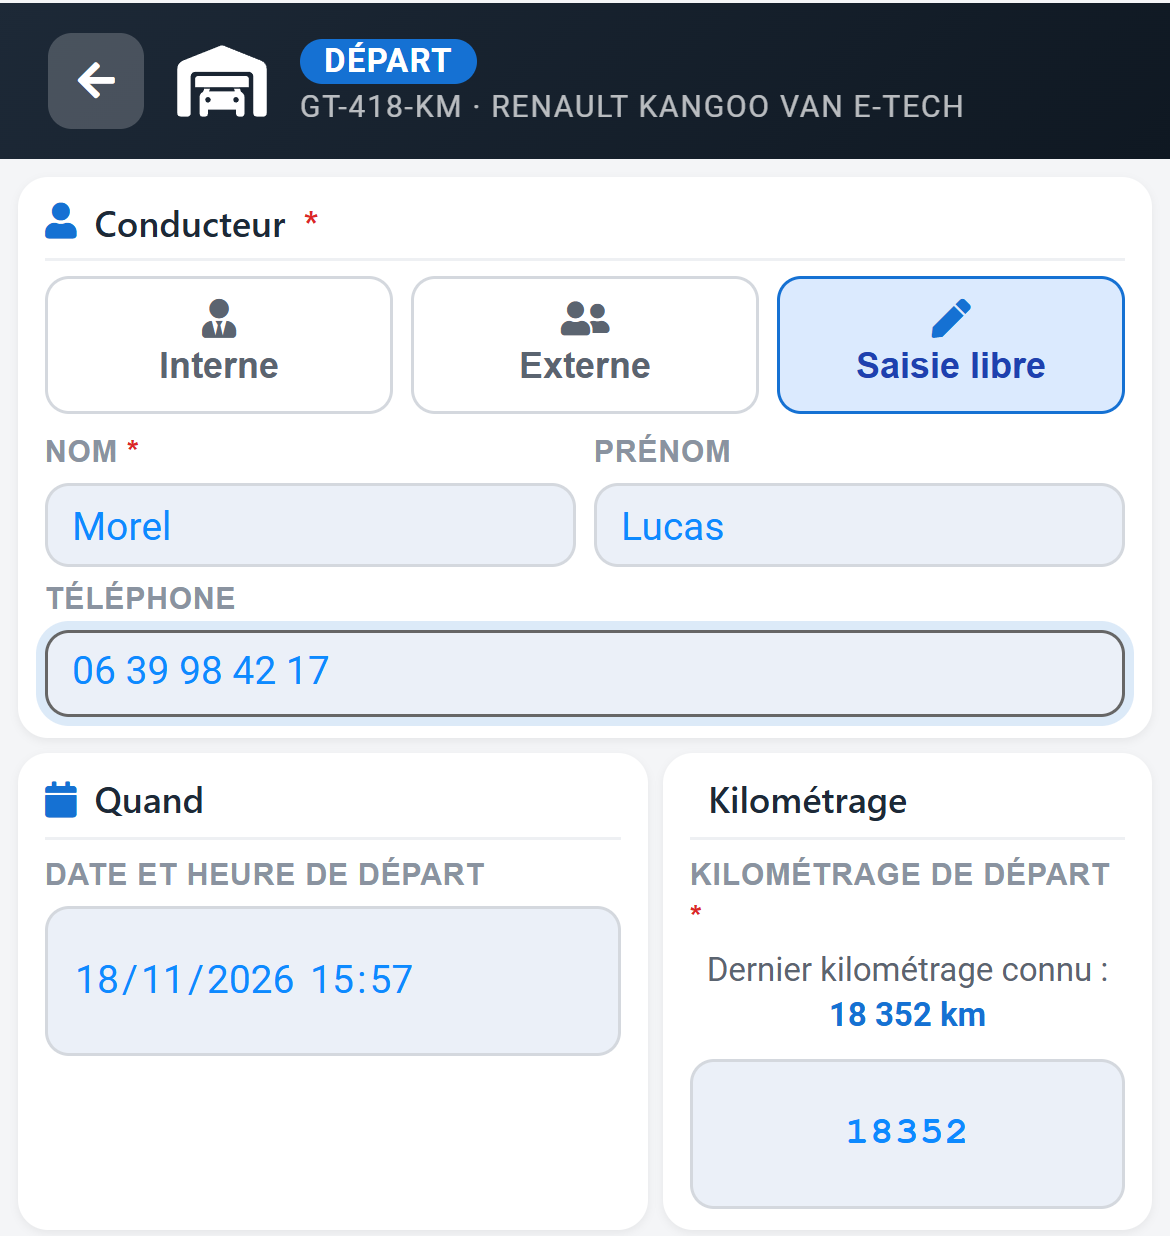 DÉPART
GT-418-KM · RENAULT KANGOO VAN E-TECH
Conducteur *
Interne
Externe
Saisie libre
NOM *
PRÉNOM
Morel
Lucas
TÉLÉPHONE
06 39 98 42 17
Quand
DATE ET HEURE DE DÉPART
18/11/2026 15:57
Kilométrage
KILOMÉTRAGE DE DÉPART
*
Dernier kilométrage connu :
18 352 km
18352